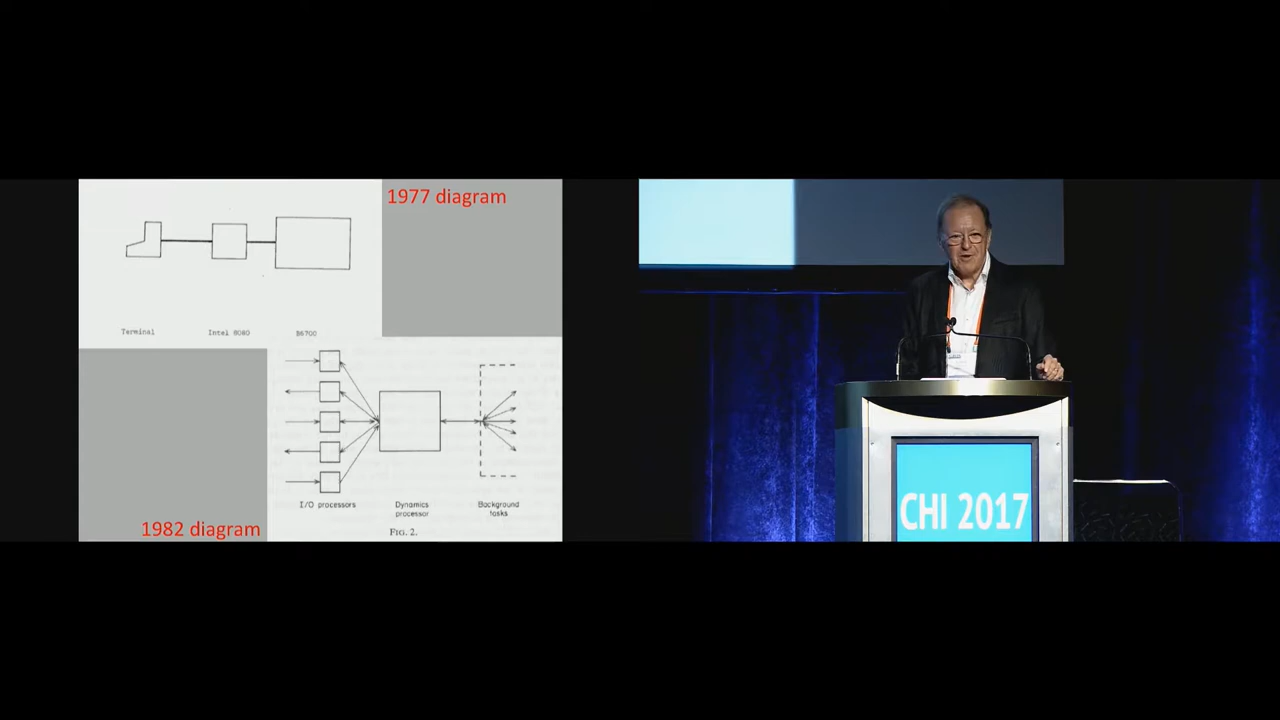 1977 diagram
Terminal
Intel 8080
B6700
I/O processors
Dynamics
processor
Background
tasks
FIG. 2.
1982 diagram
CHI 2017